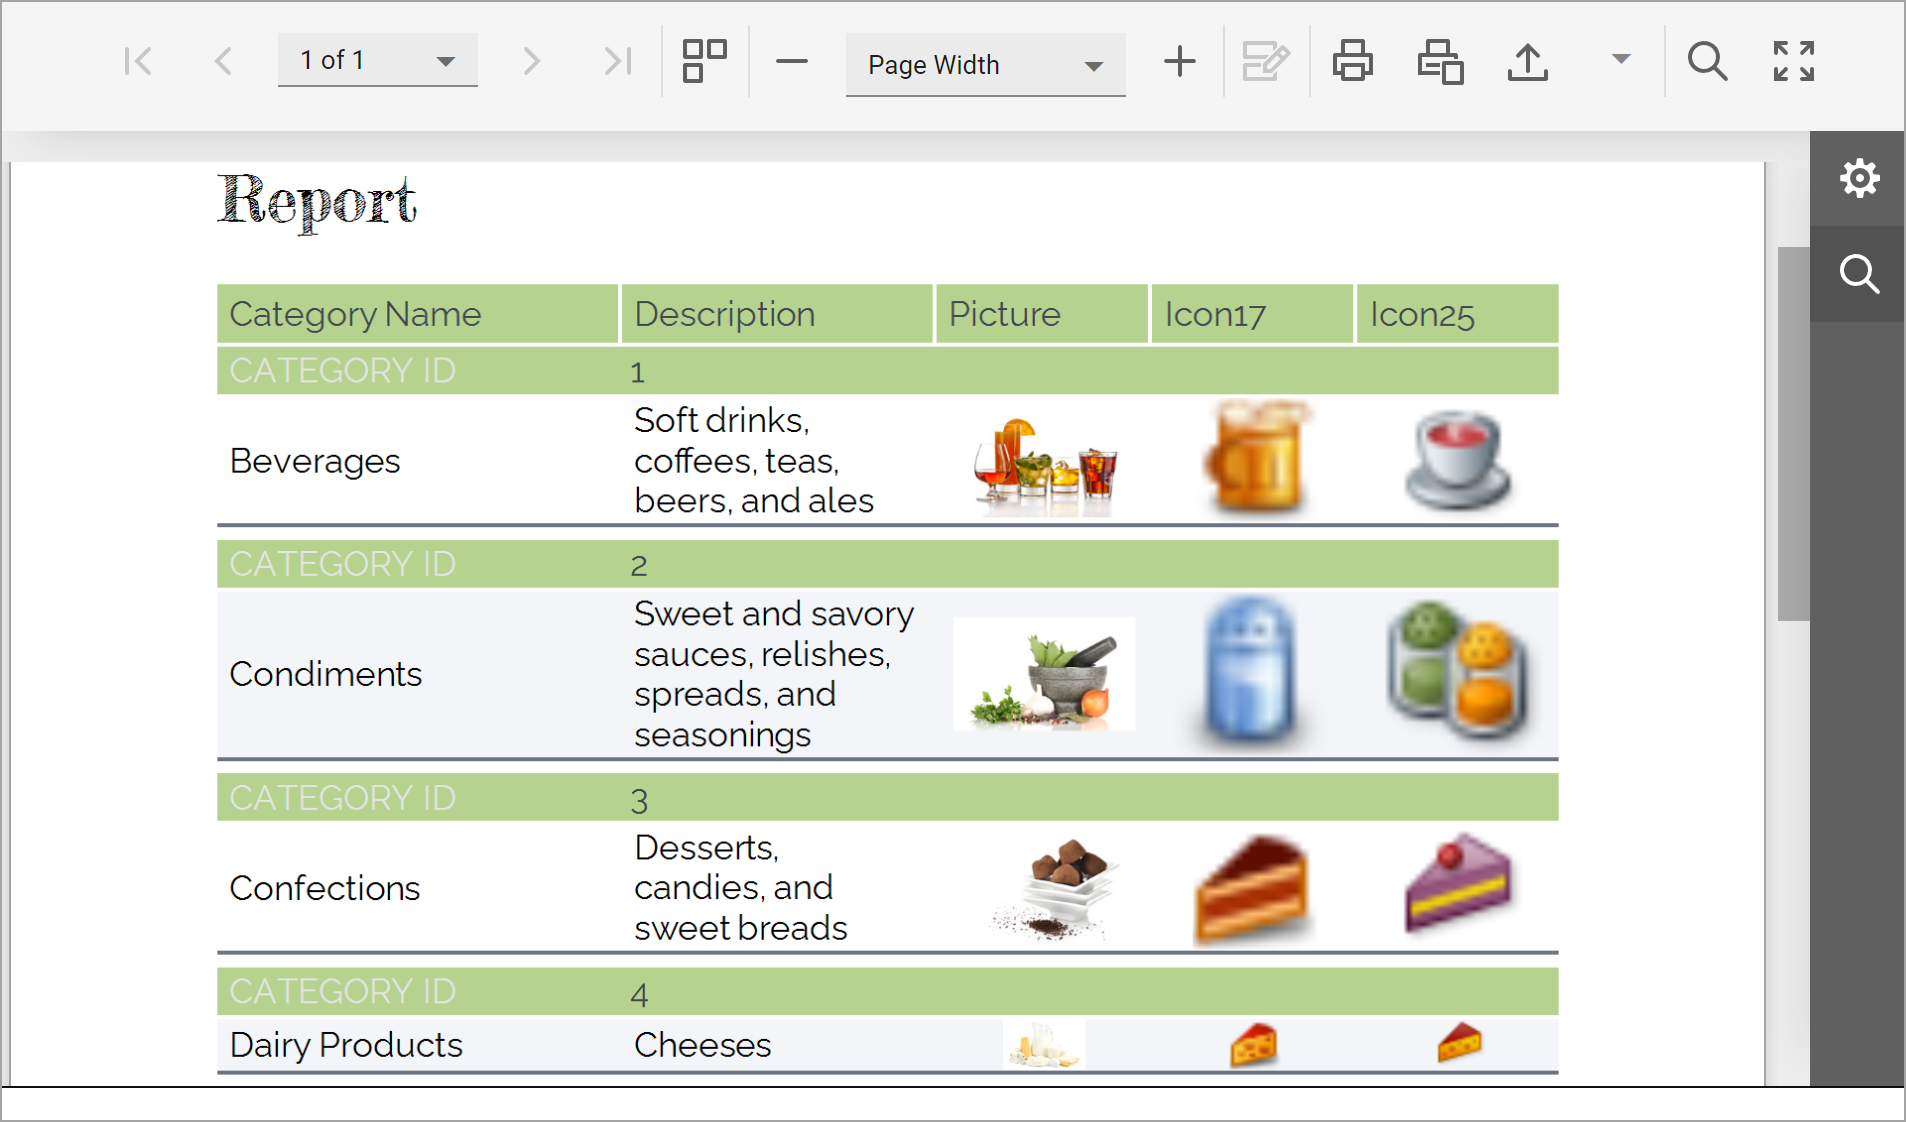 1 of 1
Page Width
Report
Category Name Description Picture Icon17 Icon25
CATEGORY ID 1
Beverages
Soft drinks,
coffees, teas,
beers, and ales
CATEGORY ID 2
Condiments
Sweet and savory
sauces, relishes,
spreads, and
seasonings
CATEGORY ID 3
Confections
Desserts,
candies, and
sweet breads
CATEGORY ID 4
Dairy Products Cheeses